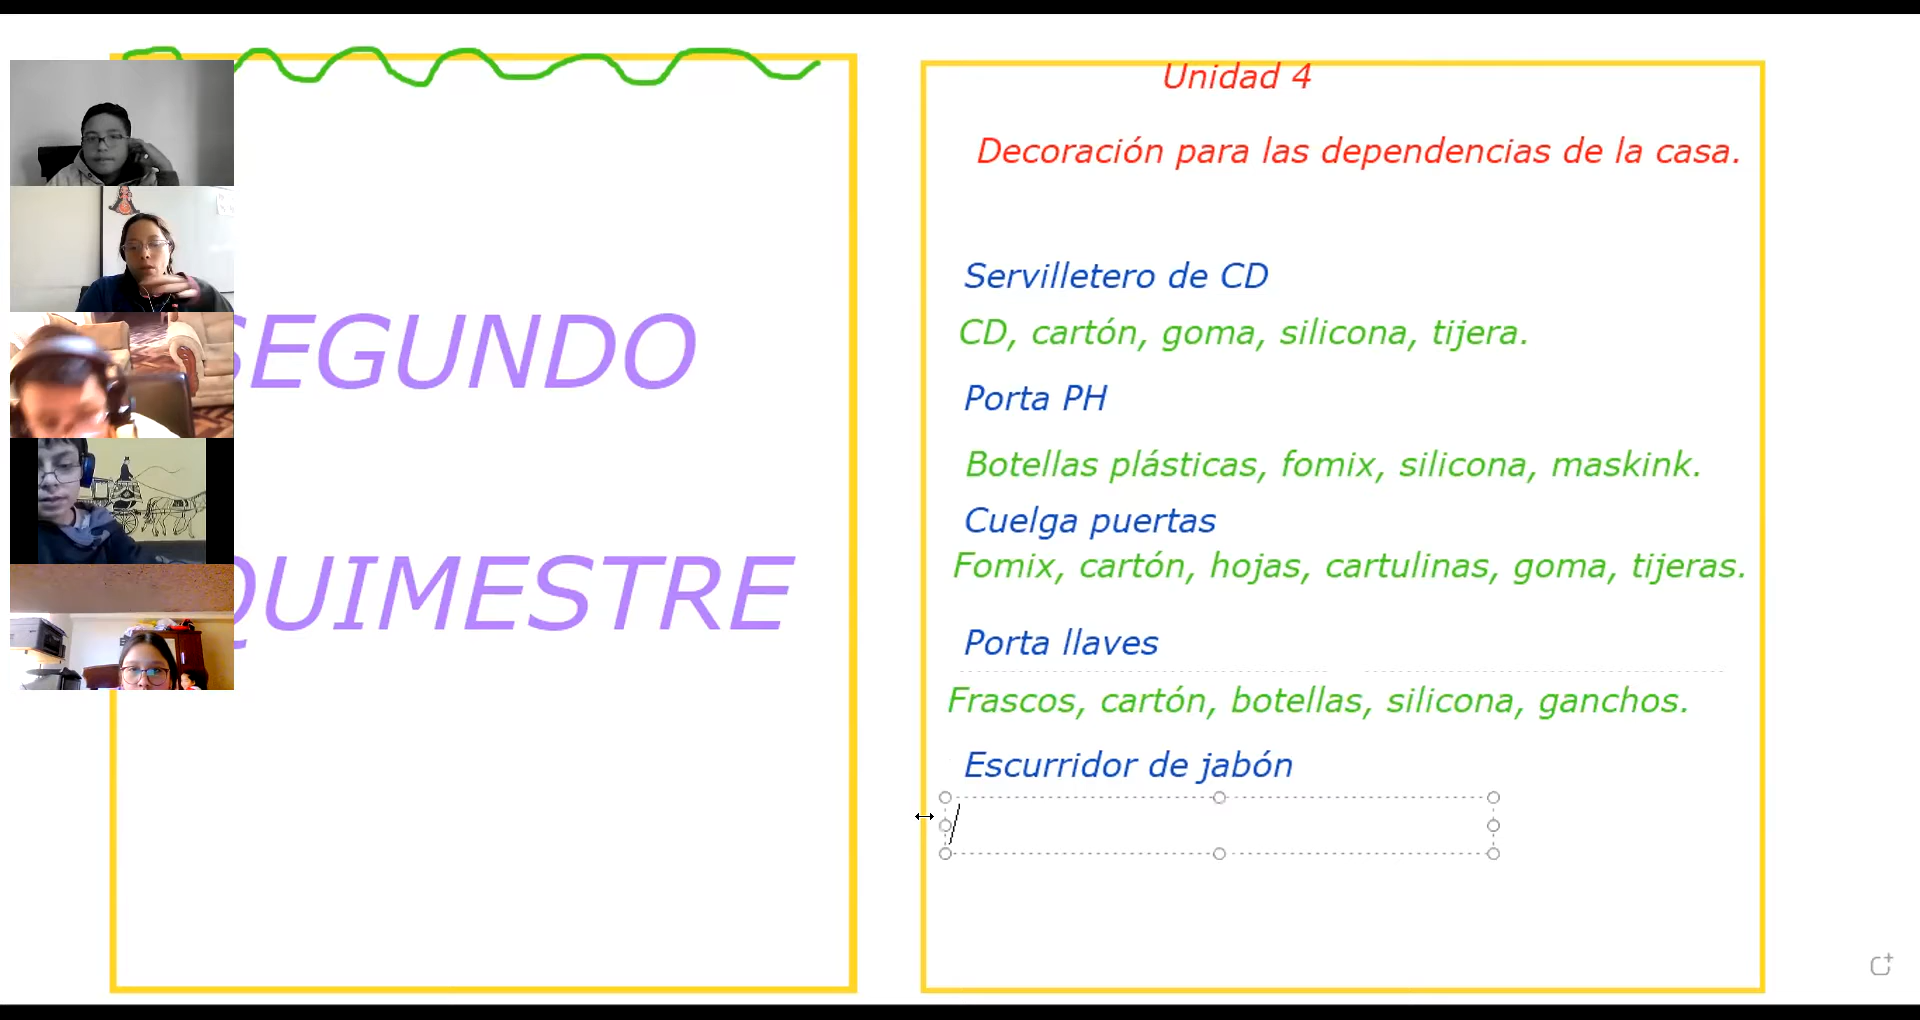 SEGUNDO
QUIMESTRE
Unidad 4
Decoración para las dependencias de la casa.
Servilletero de CD
CD, cartón, goma, silicona, tijera.
Porta PH
Botellas plásticas, fomix, silicona, maskink.
Cuelga puertas
Fomix, cartón, hojas, cartulinas, goma, tijeras.
Porta llaves
Frascos, cartón, botellas, silicona, ganchos.
Escurridor de jabón